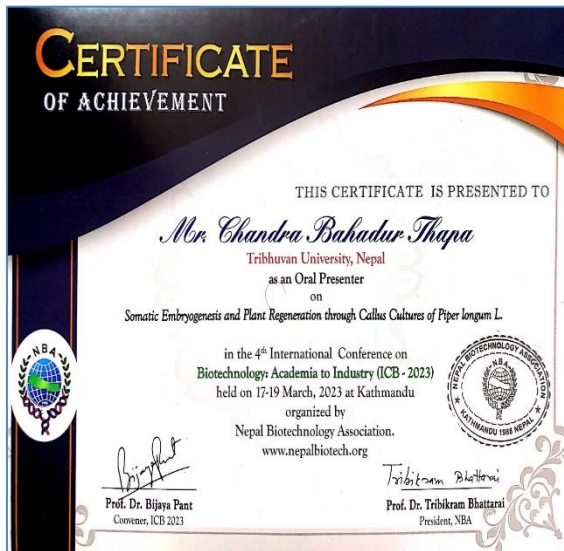 CERTIFICATE
OF ACHIEVEMENT
THIS CERTIFICATE IS PRESENTED TO
Mr. Chandra Bahadur Thapa
Tribhuvan University, Nepal
as an Oral Presenter
on
Somatic Embryogenesis and Plant Regeneration through Callus Cultures of Piper longum L.
in the 4th International Conference on
Biotechnology: Academia to Industry (ICB - 2023)
held on 17-19 March, 2023 at Kathmandu
organized by
Nepal Biotechnology Association.
www.nepalbiotech.org
NBA
NEPAL BIOTECHNOLOGY ASSOCIATION
NBA
KATHMANDU 1988 NEPAL
Bijaya Pant
Prof. Dr. Bijaya Pant
Convener, ICB 2023
Tribikram Bhattarai
Prof. Dr. Tribikram Bhattarai
President, NBA